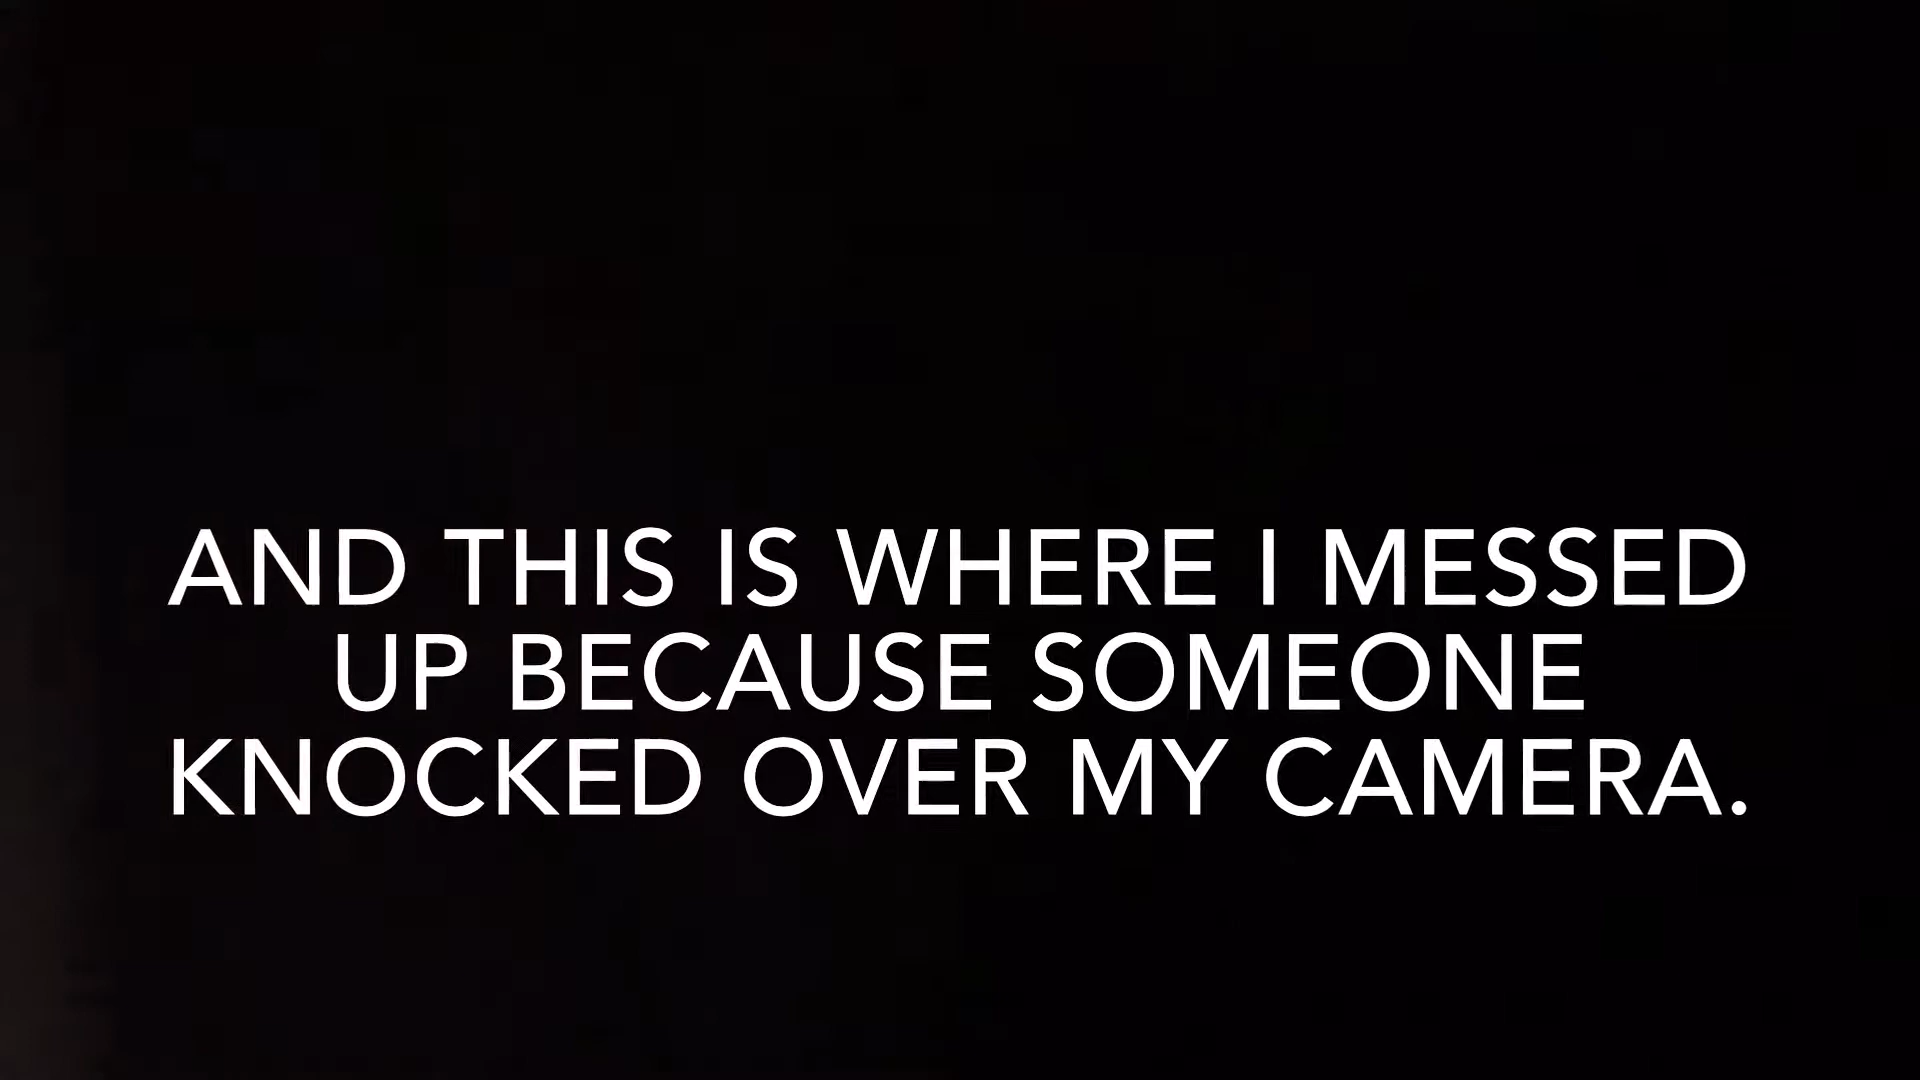 AND THIS IS WHERE I MESSED
UP BECAUSE SOMEONE
KNOCKED OVER MY CAMERA.